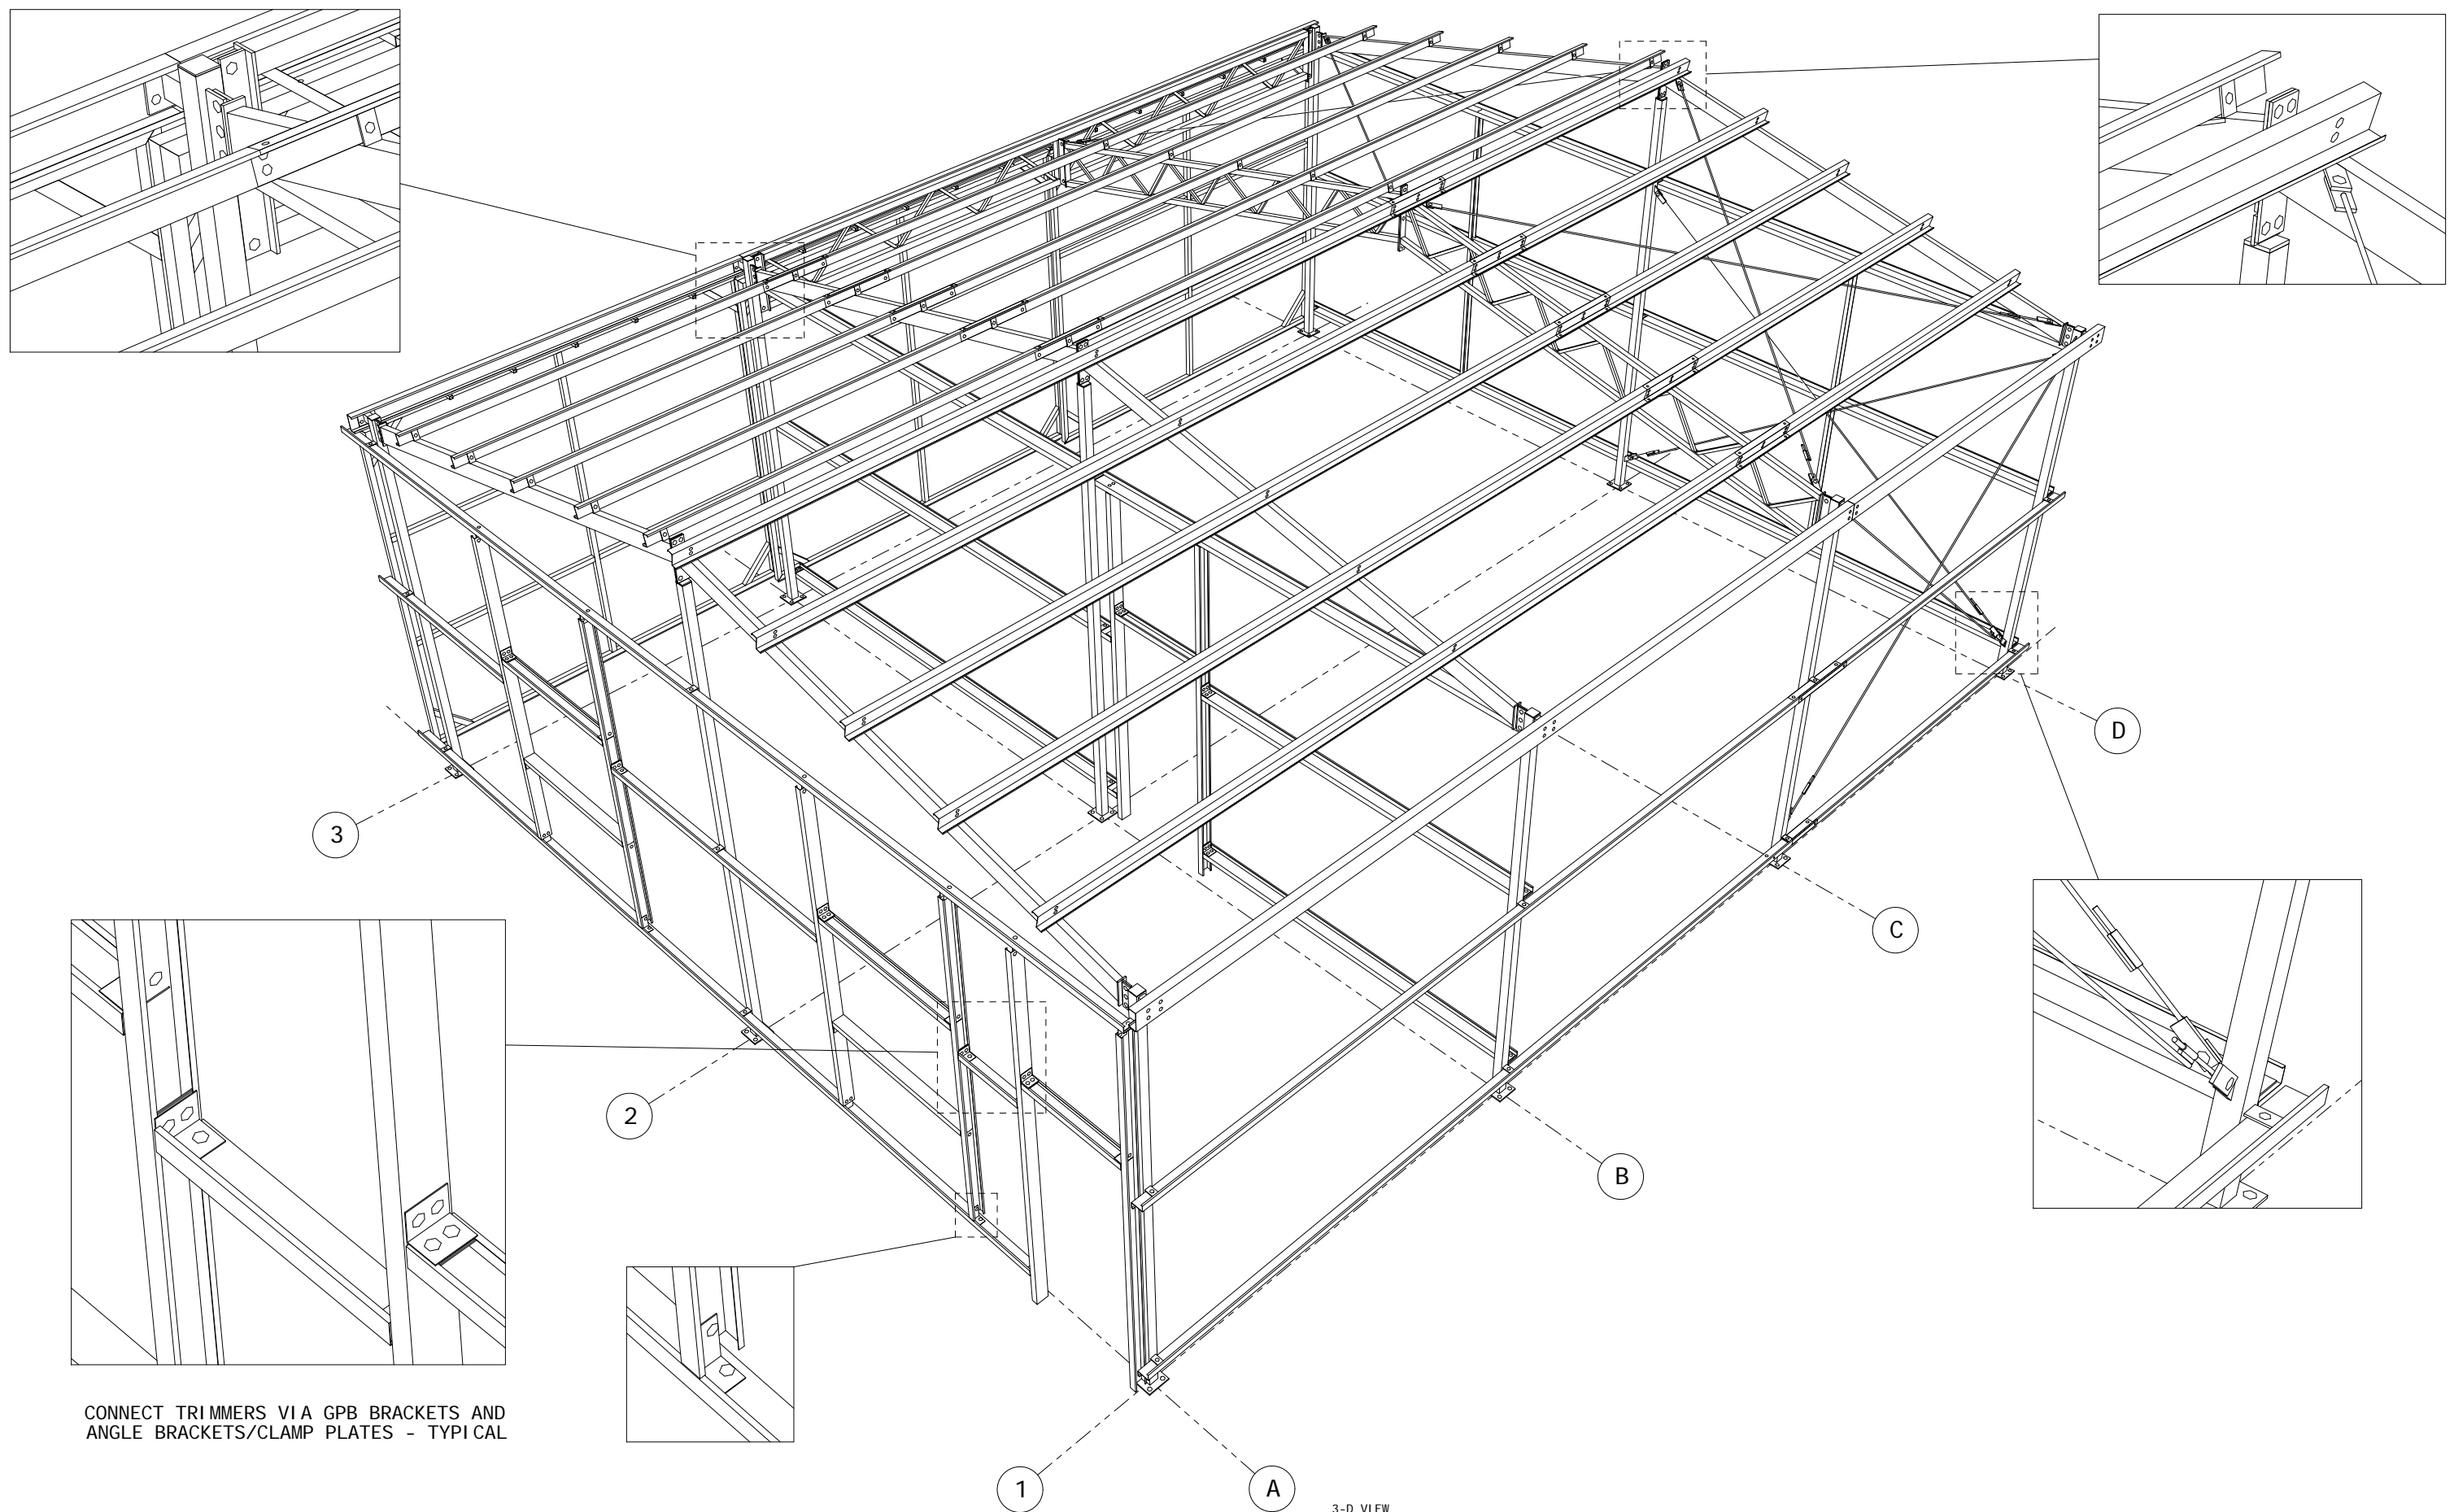 D
3
C
B
2
CONNECT TRIMMERS VIA GPB BRACKETS AND
ANGLE BRACKETS/CLAMP PLATES - TYPICAL
1
A
3-D VIEW